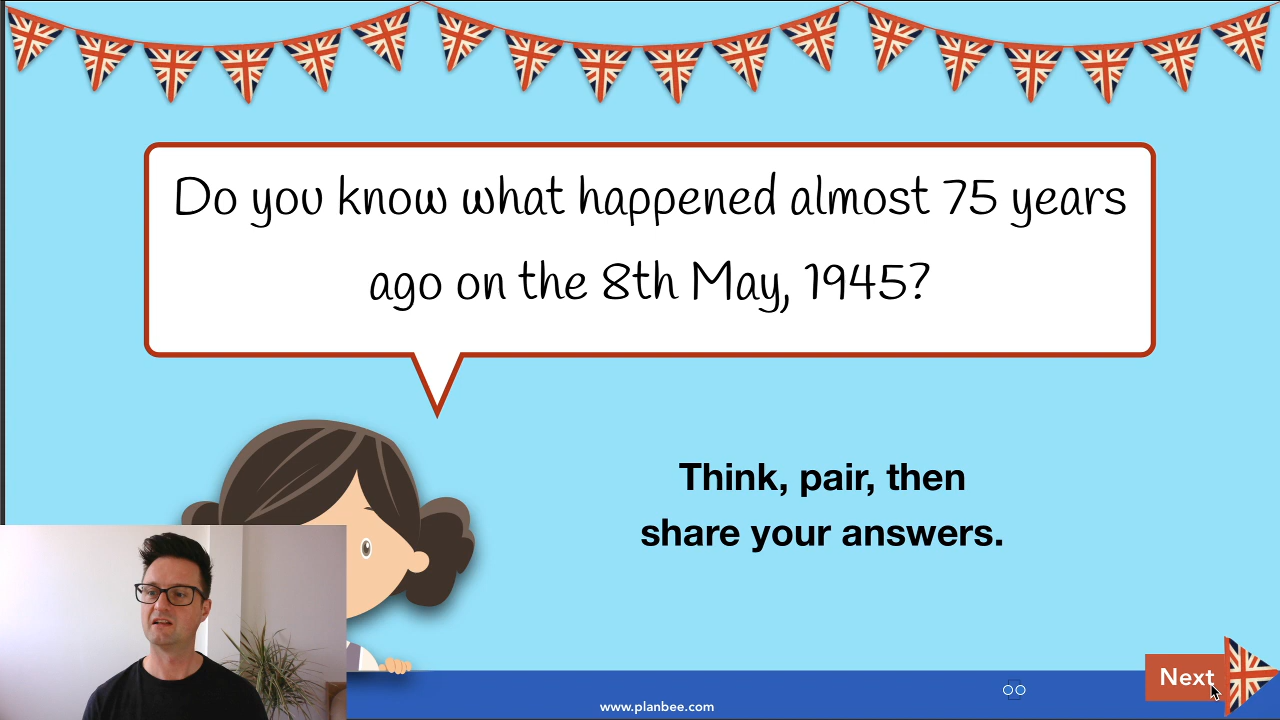 Do you know what happened almost 75 years
ago on the 8th May, 1945?
Think, pair, then
share your answers.
Next
www.planbee.com